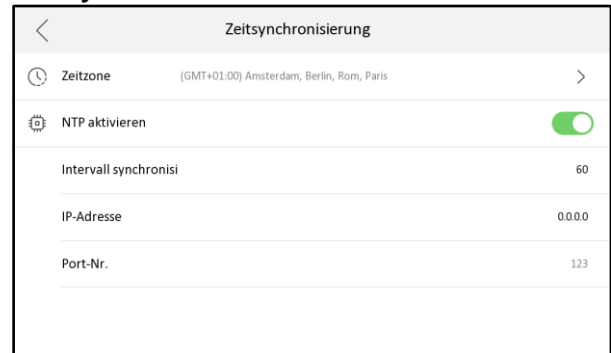 Zeitsynchronisierung
Zeitzone (GMT+01:00) Amsterdam, Berlin, Rom, Paris
NTP aktivieren
Intervall synchronisi 60
IP-Adresse 0.0.0.0
Port-Nr. 123